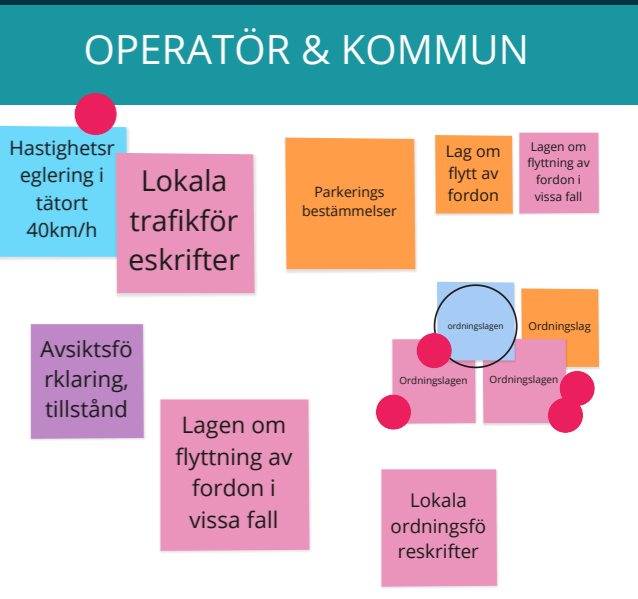 OPERATÖR & KOMMUN
Hastighetsr
eglering i
tätort
40km/h
Lokala
trafikför
eskrifter
Parkerings
bestämmelser
Lag om
flytt av
fordon
Lagen om
flyttning av
fordon i
vissa fall
ordningslagen
Ordningslag
Ordningslagen
Ordningslagen
Avsiktsfö
rklaring,
tillstånd
Lagen om
flyttning av
fordon i
vissa fall
Lokala
ordningsfö
reskrifter